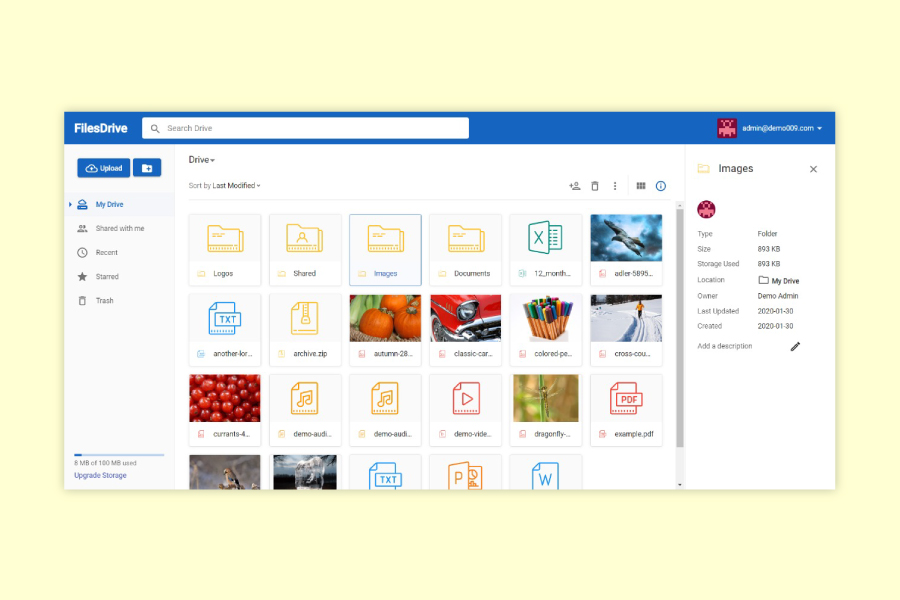 FilesDrive
Search Drive
admin@demo009.com
Upload
My Drive
Shared with me
Recent
Starred
Trash
8 MB of 100 MB used
Upgrade Storage
Drive
Sort by Last Modified
Logos
Shared
Images
Documents
12_month...
adler-5895...
TXT
another-lor...
archive.zip
autumn-28...
classic-car...
colored-pe...
cross-cou...
currants-4...
demo-audi...
demo-audi...
demo-vide...
dragonfly-...
PDF
example.pdf
TXT
P
W
Images
Type Folder
Size 893 KB
Storage Used 893 KB
Location My Drive
Owner Demo Admin
Last Updated 2020-01-30
Created 2020-01-30
Add a description